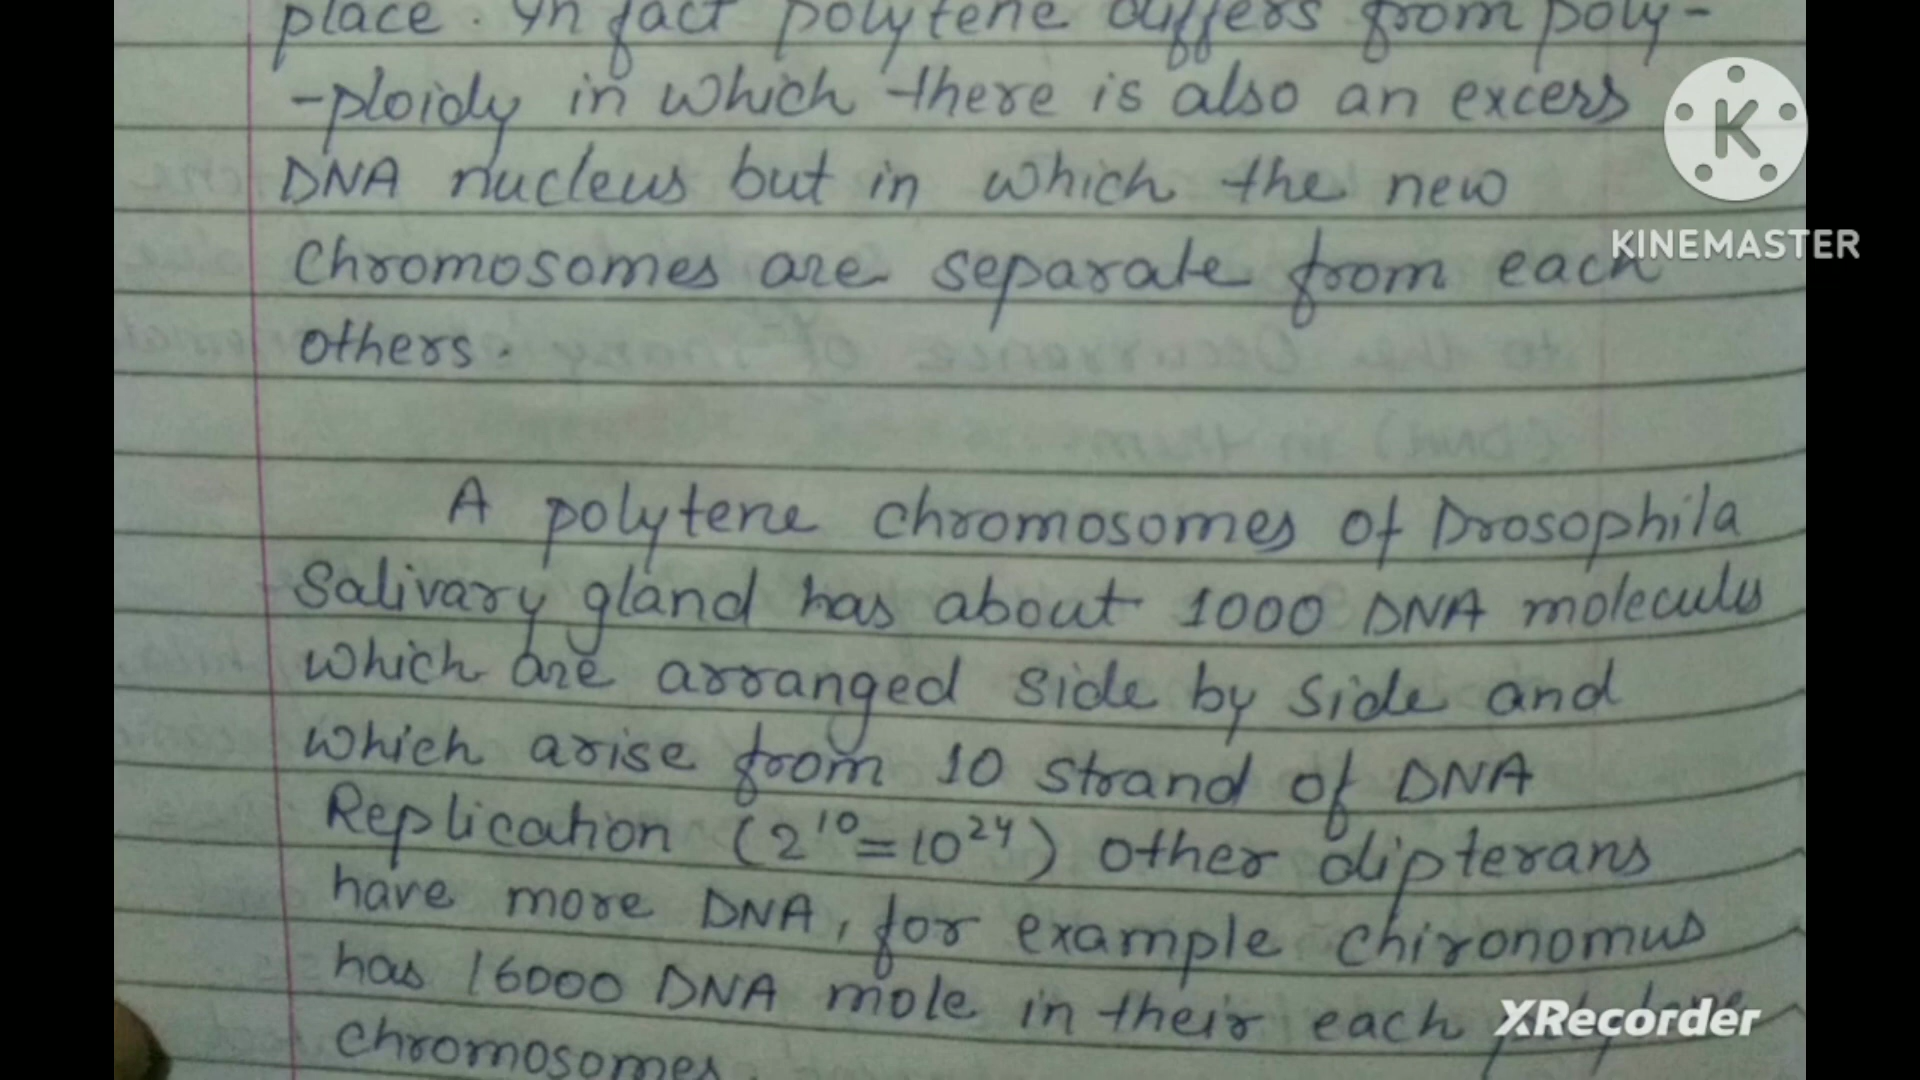 place. In fact polytene differs from poly-
-ploidy in which there is also an excess
DNA nucleus but in which the new
chromosomes are separate from each
others.
A polytene chromosomes of Drosophila
Salivary gland has about 1000 DNA molecules
which are arranged side by side and
which arise from 10 strand of DNA
Replication (2¹⁰=10²⁴) other dipterans
have more DNA, for example chironomus
has 16000 DNA mole in their each
chromosomes.
KINEMASTER
XRecorder